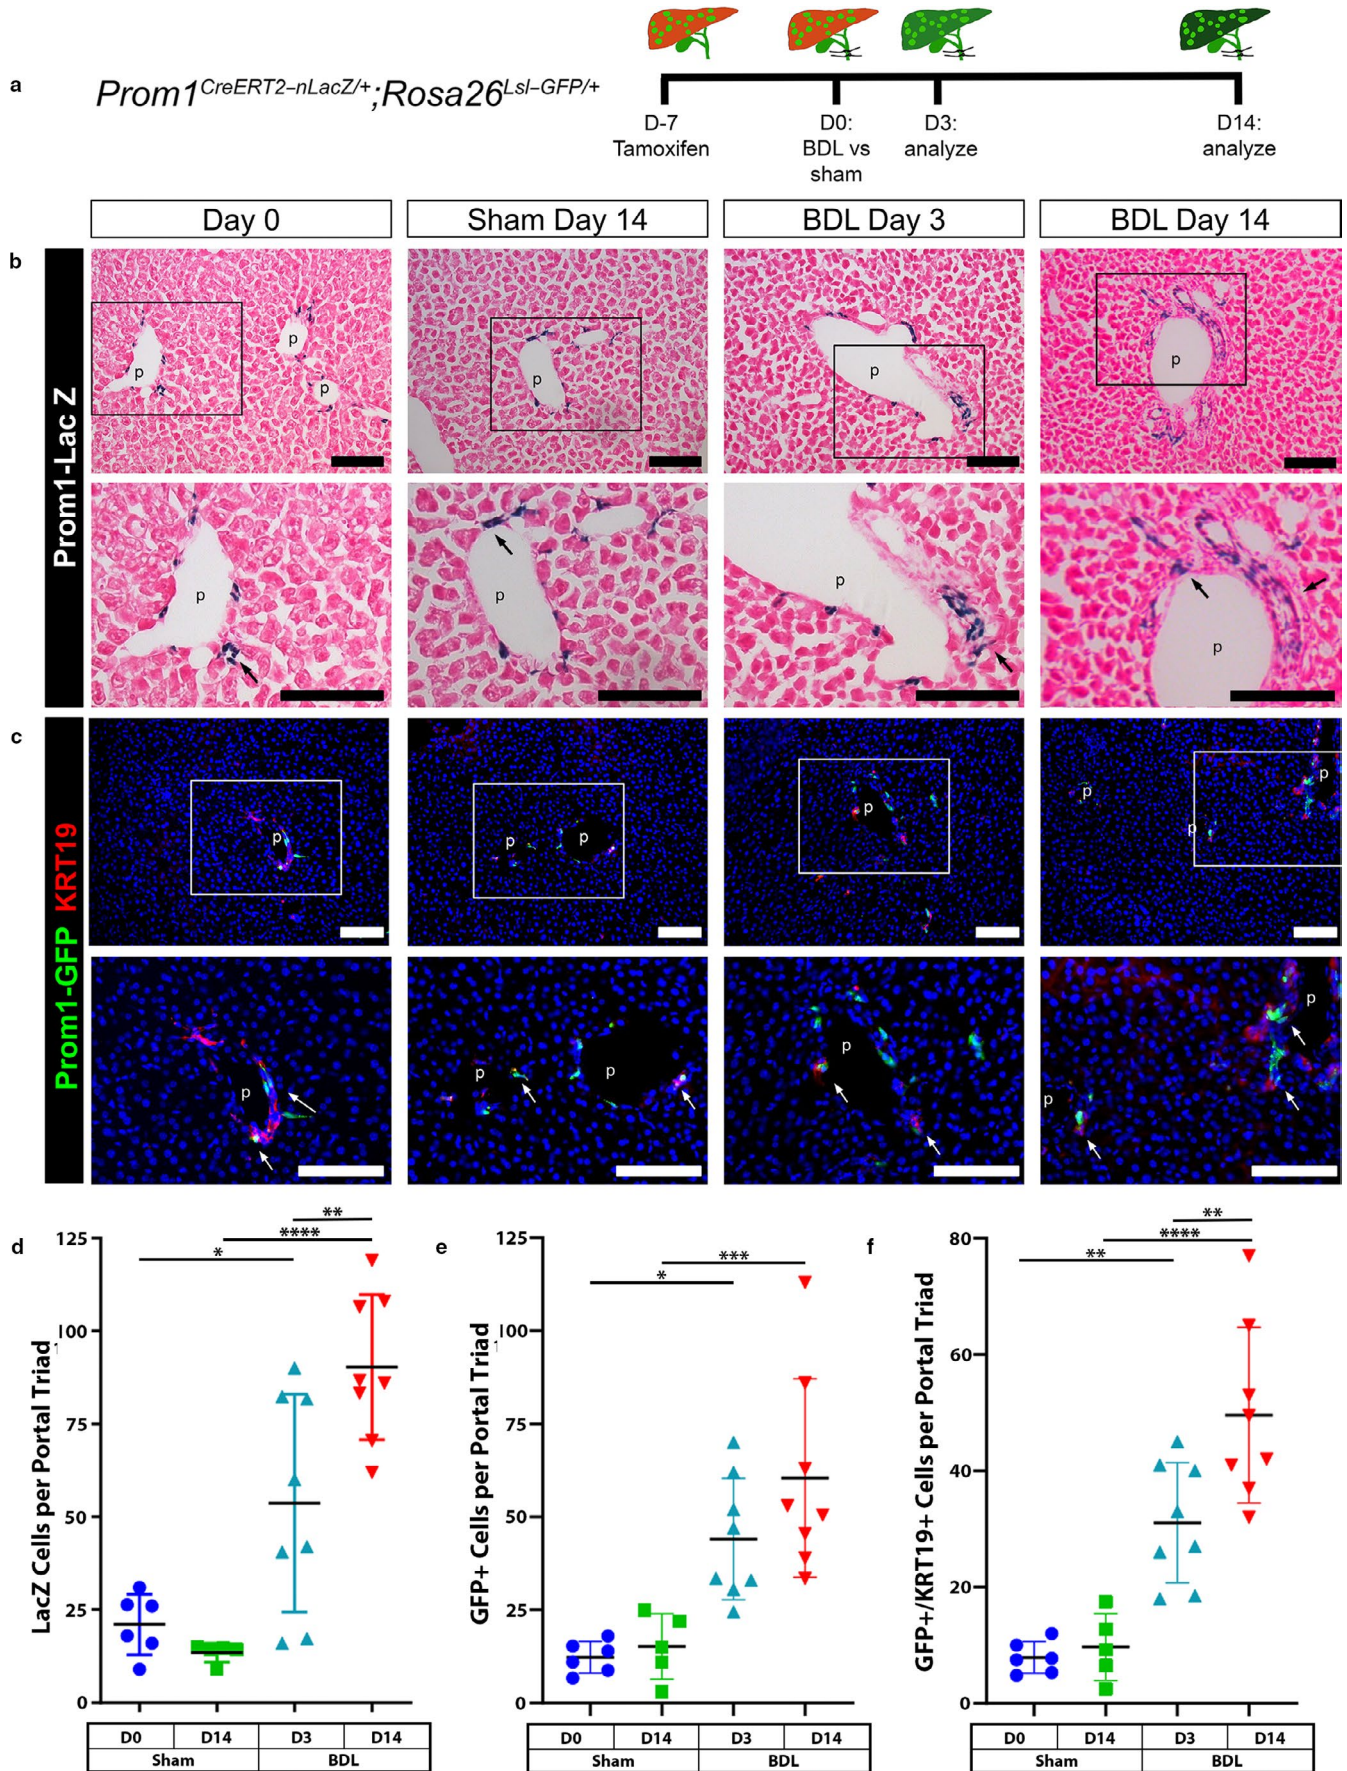 a
Prom1CreERT2–nLacZ/+;Rosa26Lsl–GFP/+
D-7
Tamoxifen
D0:
BDL vs
sham
D3:
analyze
D14:
analyze
Day 0
Sham Day 14
BDL Day 3
BDL Day 14
b
Prom1-Lac Z
p
p
p
p
p
p
p
p
p
p
c
Prom1-GFP KRT19
p
p
p
p
p
p
p
p
p
p
p
p
p
d
LacZ Cells per Portal Triad
125
100
75
50
25
0
*
****
**
D0
D14
D3
D14
Sham
BDL
e
GFP+ Cells per Portal Triad
125
100
75
50
25
0
*
***
D0
D14
D3
D14
Sham
BDL
f
GFP+/KRT19+ Cells per Portal Triad
80
60
40
20
0
**
****
**
D0
D14
D3
D14
Sham
BDL